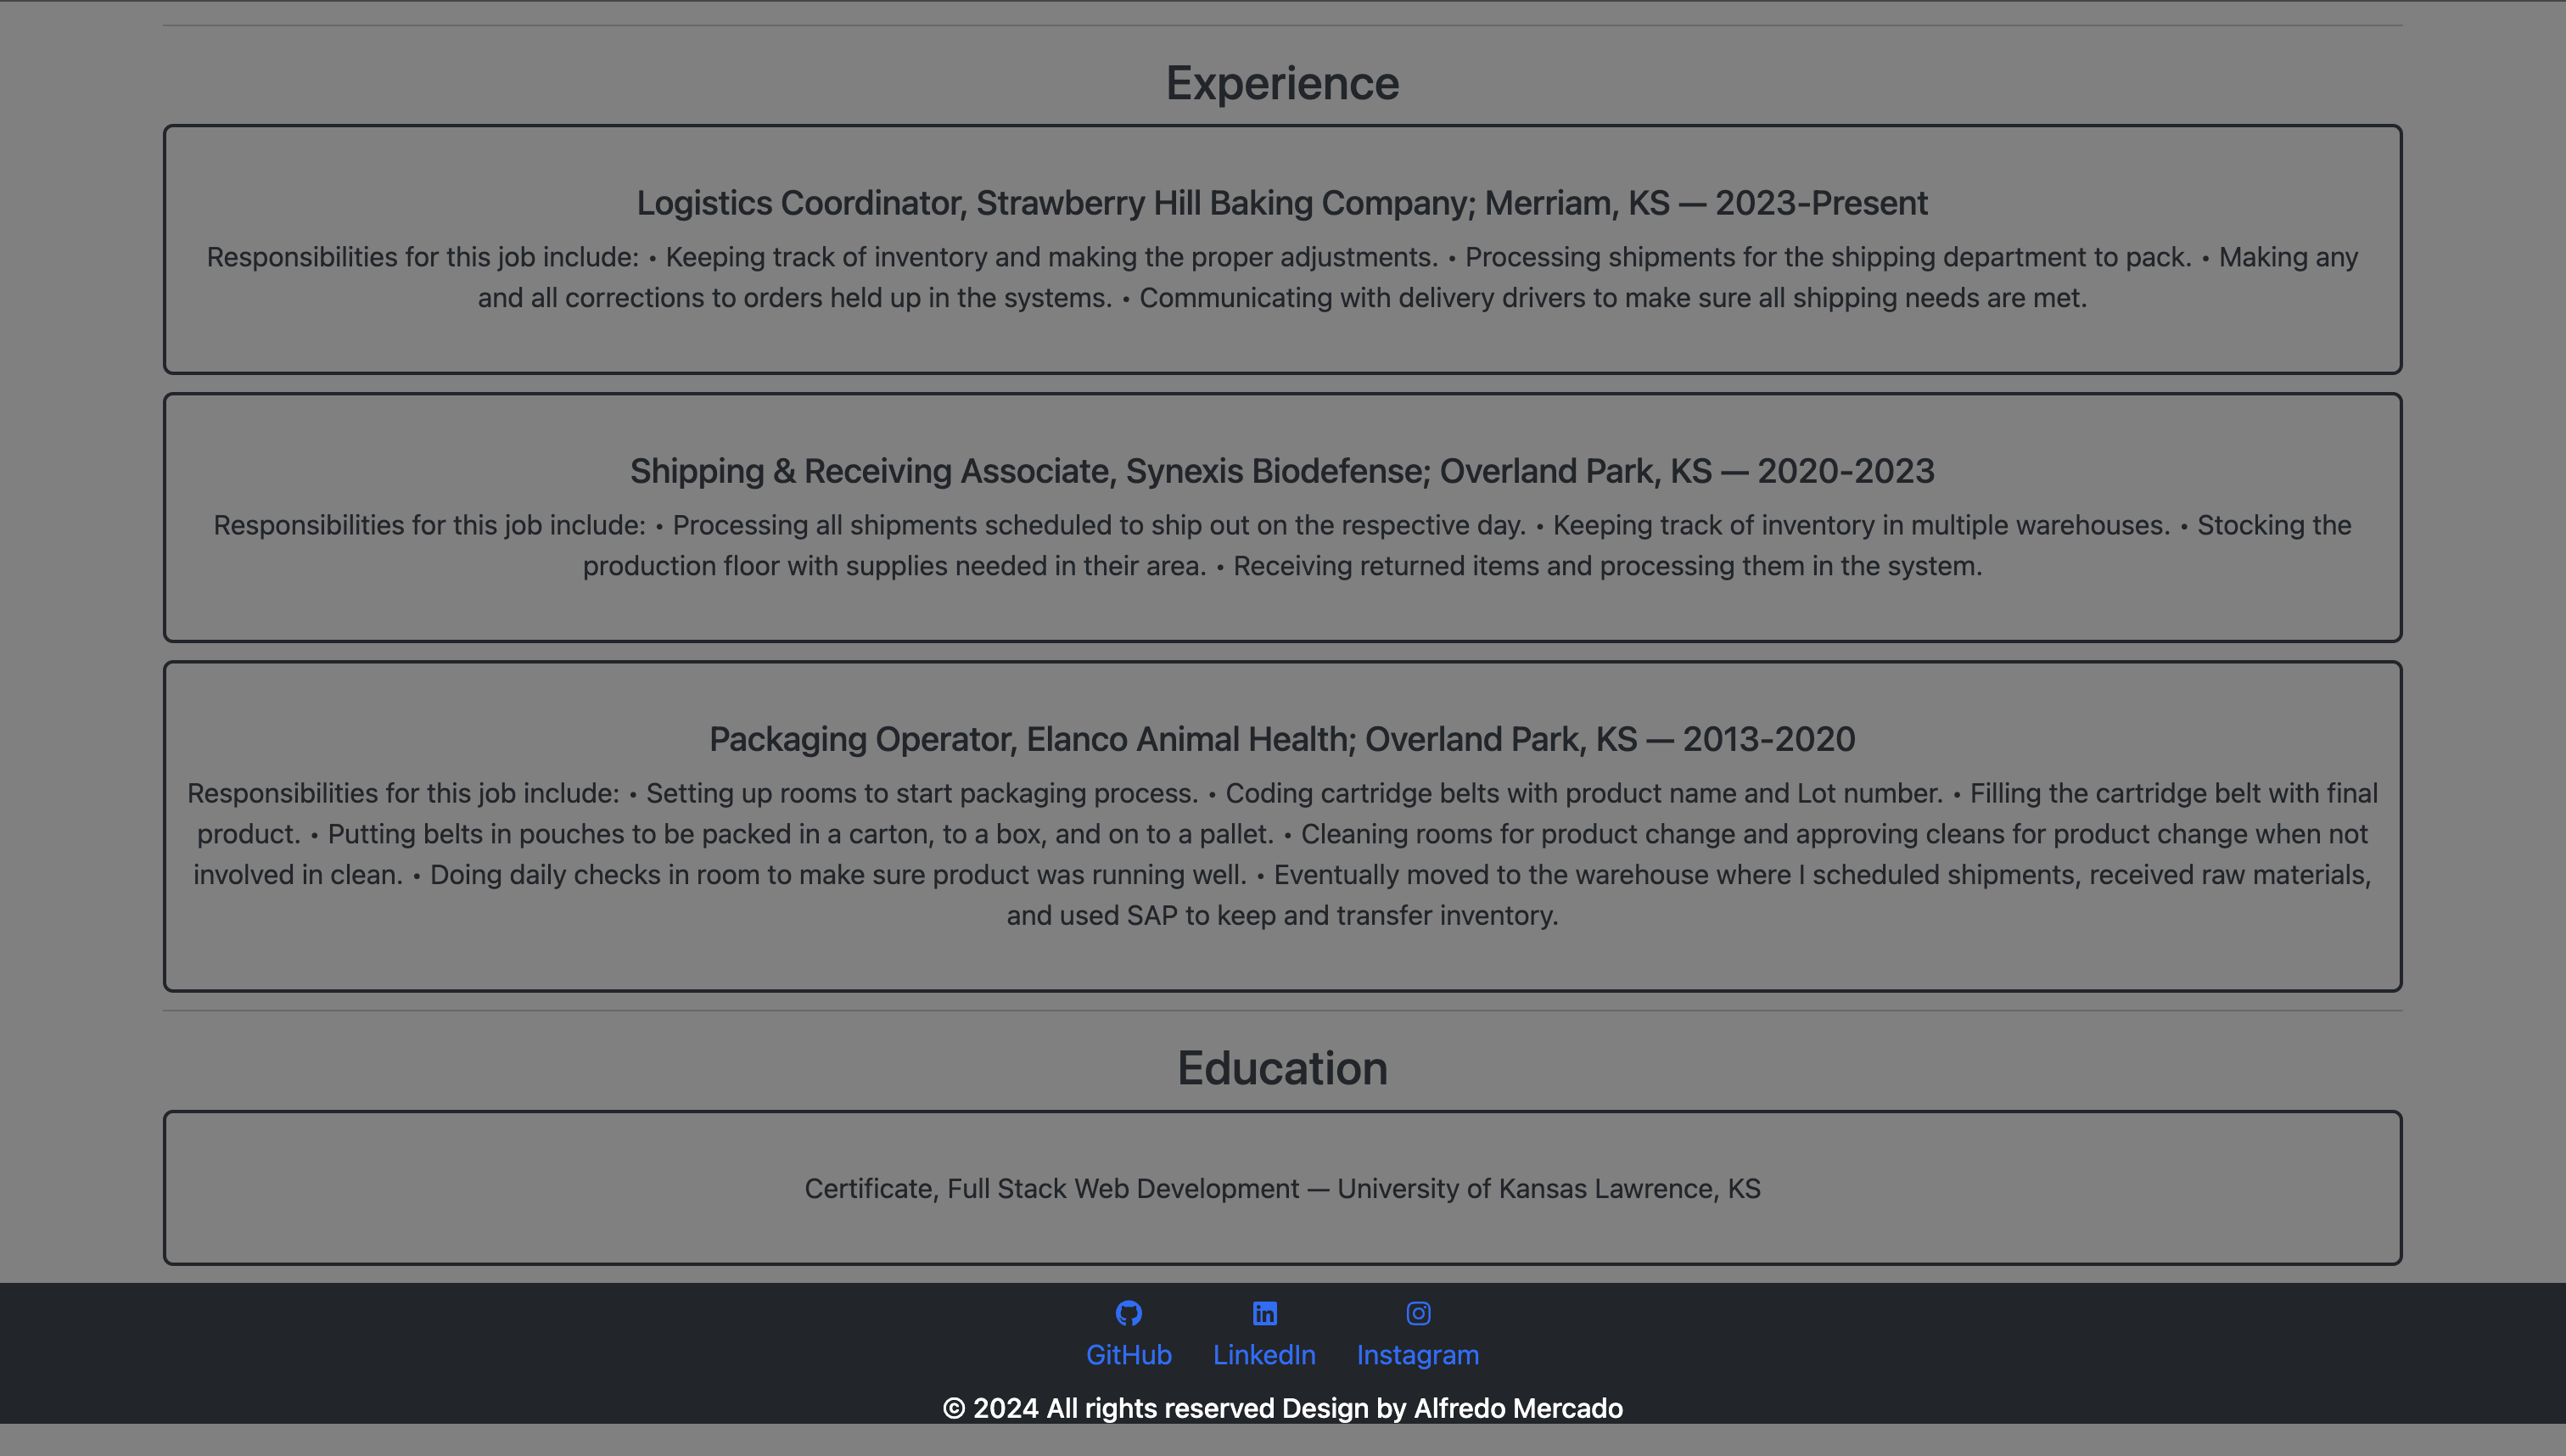 Experience
Logistics Coordinator, Strawberry Hill Baking Company; Merriam, KS — 2023-Present
Responsibilities for this job include: • Keeping track of inventory and making the proper adjustments. • Processing shipments for the shipping department to pack. • Making any
and all corrections to orders held up in the systems. • Communicating with delivery drivers to make sure all shipping needs are met.
Shipping & Receiving Associate, Synexis Biodefense; Overland Park, KS — 2020-2023
Responsibilities for this job include: • Processing all shipments scheduled to ship out on the respective day. • Keeping track of inventory in multiple warehouses. • Stocking the
production floor with supplies needed in their area. • Receiving returned items and processing them in the system.
Packaging Operator, Elanco Animal Health; Overland Park, KS — 2013-2020
Responsibilities for this job include: • Setting up rooms to start packaging process. • Coding cartridge belts with product name and Lot number. • Filling the cartridge belt with final
product. • Putting belts in pouches to be packed in a carton, to a box, and on to a pallet. • Cleaning rooms for product change and approving cleans for product change when not
involved in clean. • Doing daily checks in room to make sure product was running well. • Eventually moved to the warehouse where I scheduled shipments, received raw materials,
and used SAP to keep and transfer inventory.
Education
Certificate, Full Stack Web Development — University of Kansas Lawrence, KS
GitHub LinkedIn Instagram
© 2024 All rights reserved Design by Alfredo Mercado